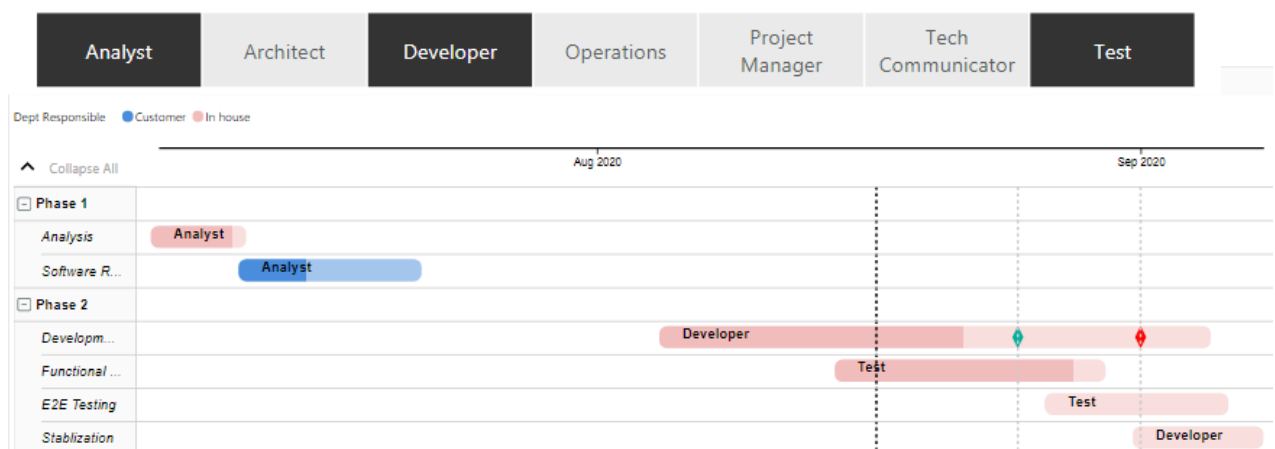 Analyst
Architect
Developer
Operations
Project
Manager
Tech
Communicator
Test
Dept Responsible Customer In house
Collapse All
Aug 2020
Sep 2020
Phase 1
Analysis
Analyst
Software R...
Analyst
Phase 2
Developm...
Developer
Functional ...
Test
E2E Testing
Test
Stablization
Developer